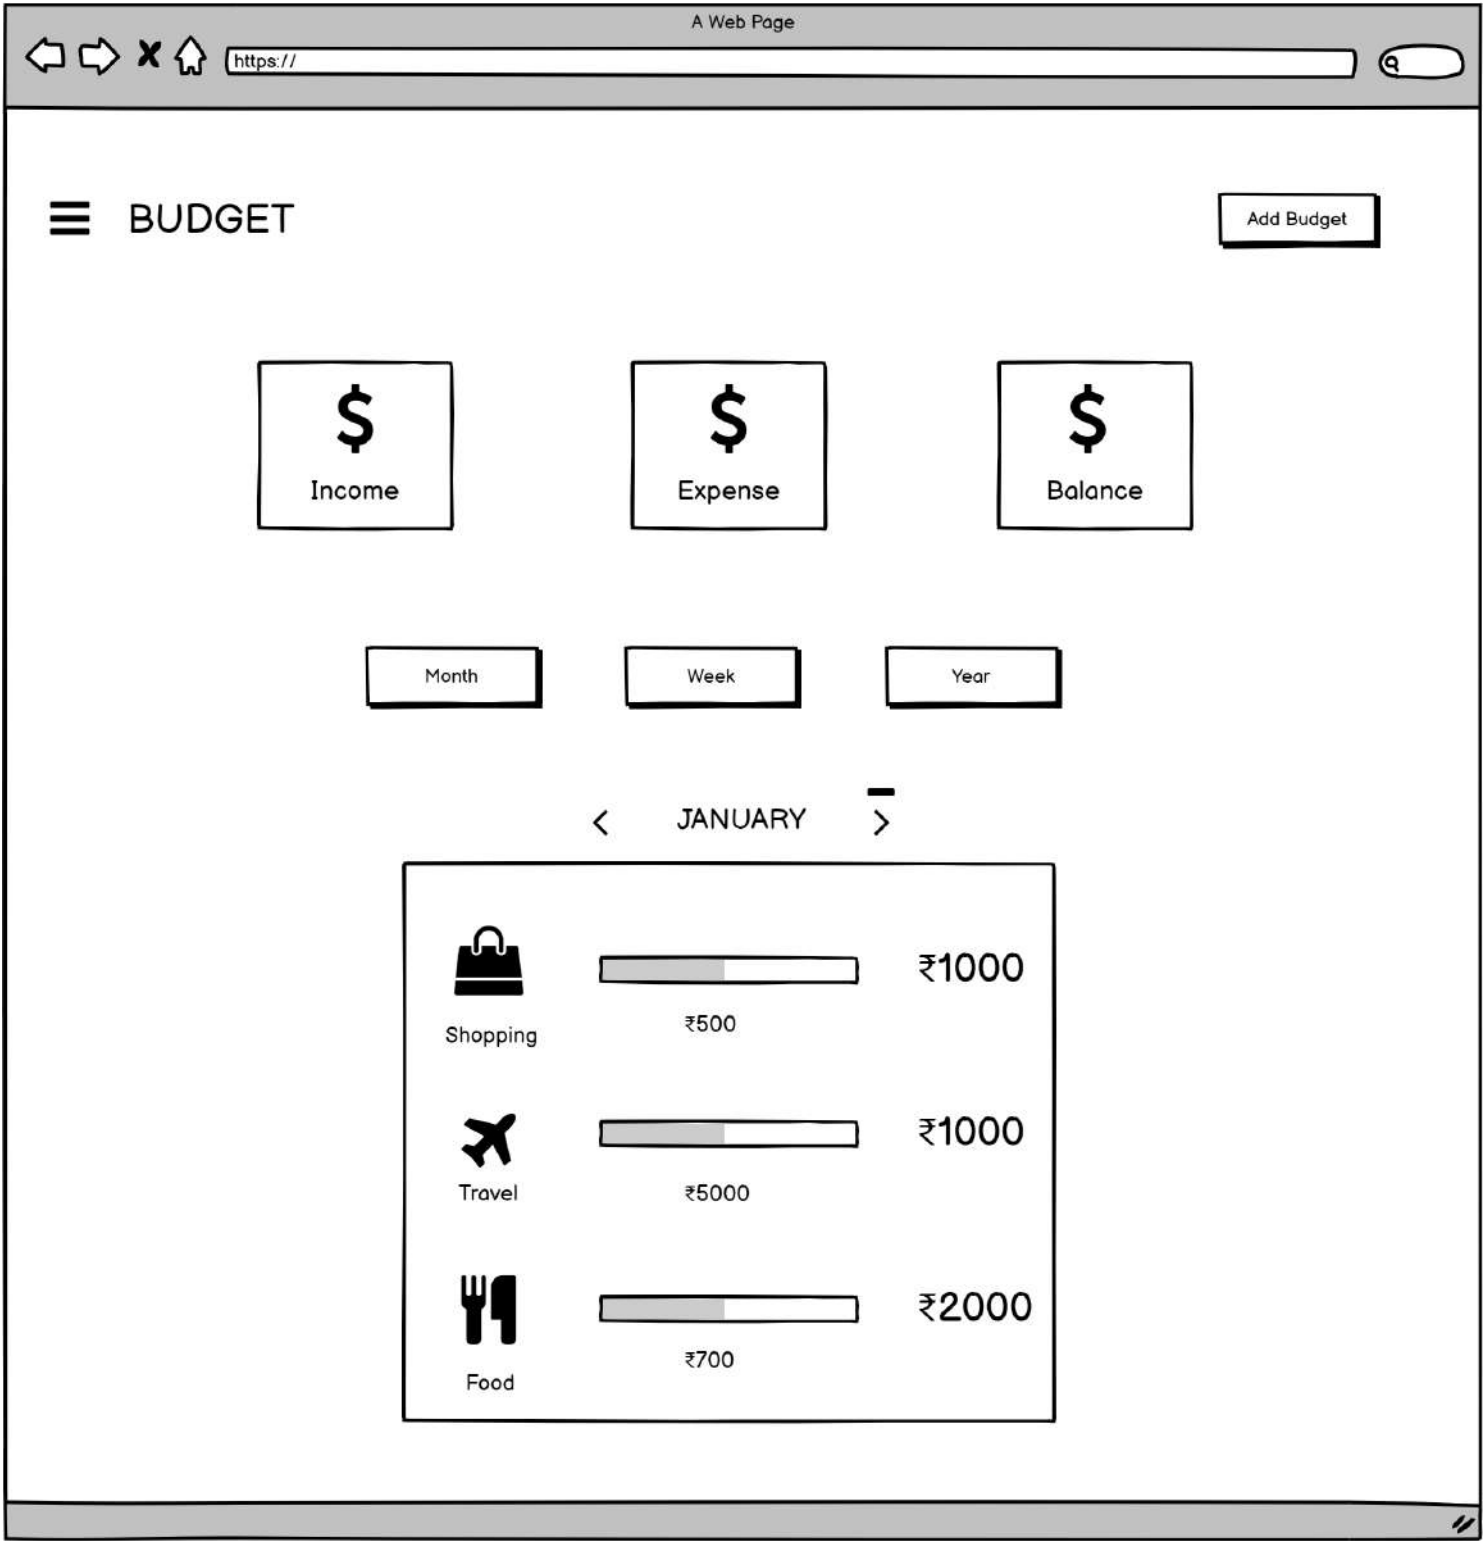 A Web Page
https://
BUDGET
Add Budget
$ $ $
Income Expense Balance
Month Week Year
< JANUARY >
₹1000
₹500
Shopping
₹1000
Travel ₹5000
₹2000
₹700
Food